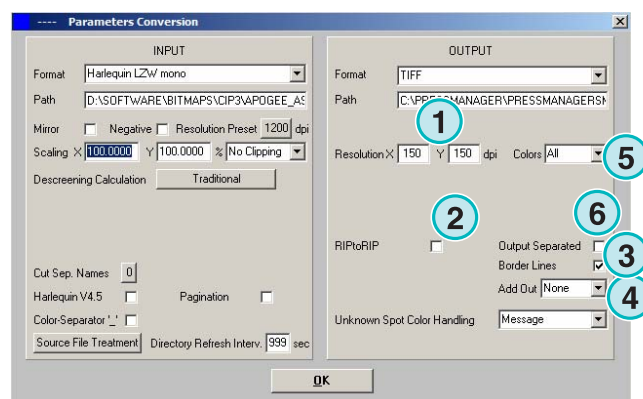 ---- Parameters Conversion
INPUT
Format Harlequin LZW mono
Path D:\SOFTWARE\BITMAPS\CIP3\APOGEE_AS
Mirror Negative Resolution Preset 1200 dpi
Scaling X 100.0000 Y 100.0000 % No Clipping
Descreening Calculation Traditional
Cut Sep. Names 0
Harlequin V4.5 Pagination
Color-Separator '_'
Source File Treatment Directory Refresh Interv. 999 sec
OUTPUT
Format TIFF
Path C:\PRESSMANAGER\PRESSMANAGERSM
1
Resolution X 150 Y 150 dpi Colors All 5
2 6
RIPtoRIP Output Separated
Border Lines 3
Add Out None 4
Unknown Spot Color Handling Message
OK